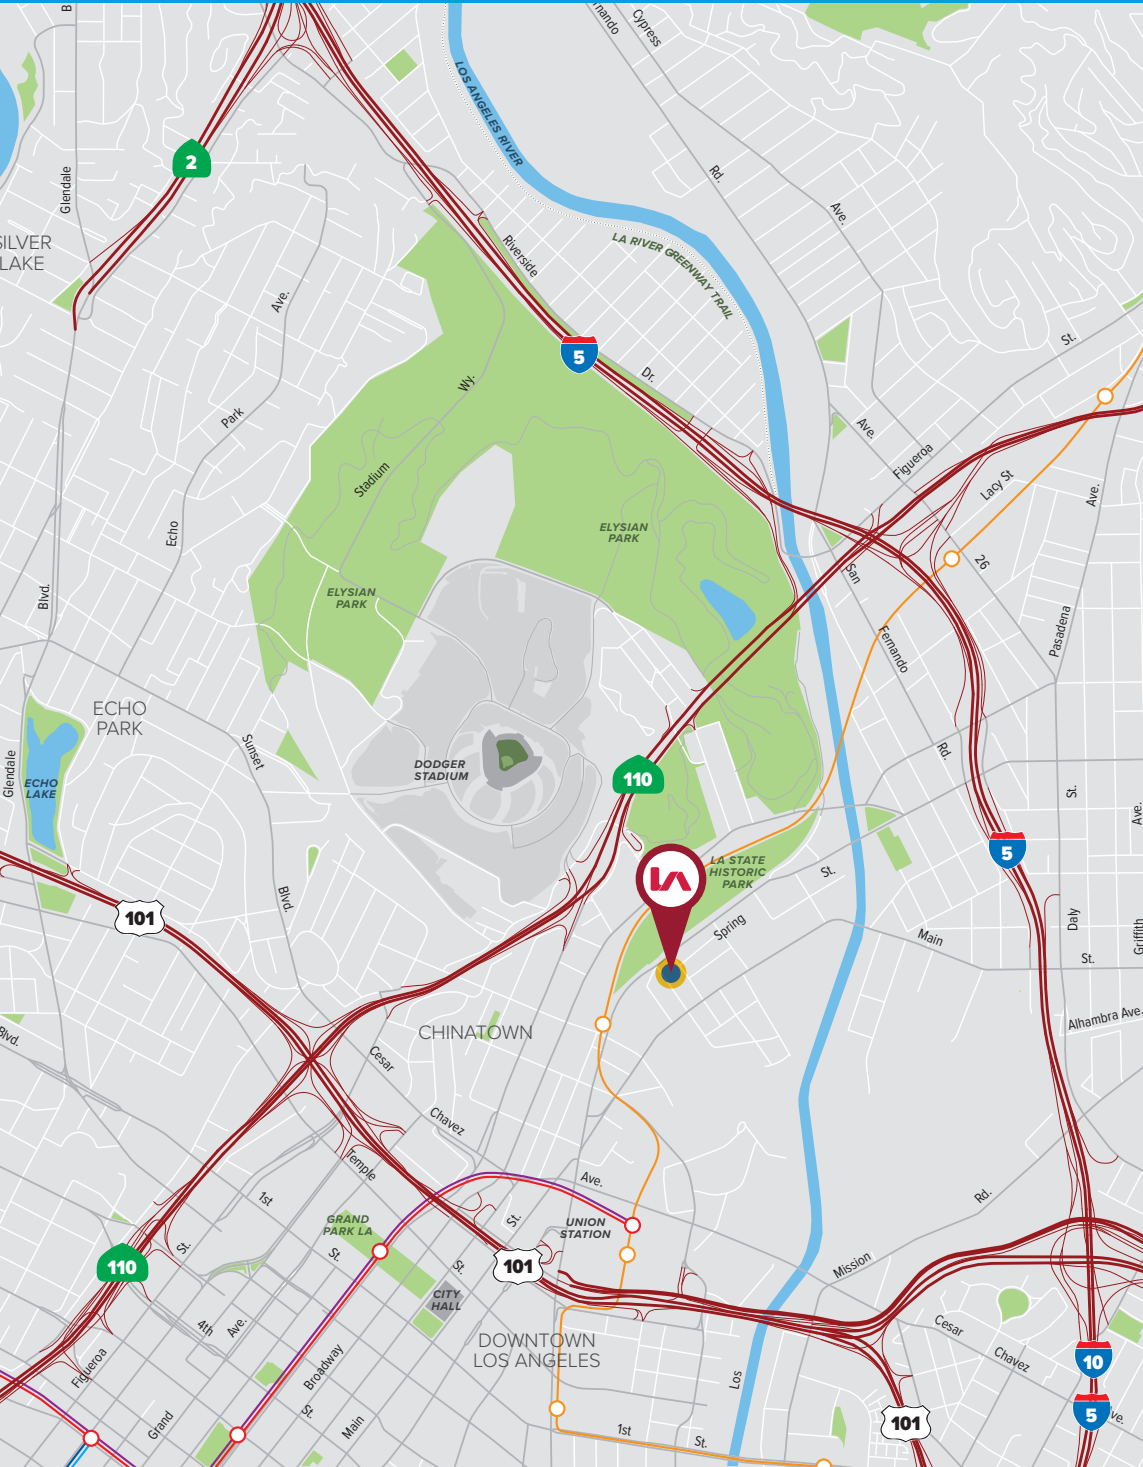 B
nando
Cypress
LOS ANGELES RIVER
2
Rd.
Glendale
Ave.
SILVER
LAKE
Riverside
LA RIVER GREENWAY TRAIL
Ave.
5
St.
Dr.
Wy.
Park
Ave.
Figueroa
Stadium
Lacy St
Ave.
Echo
ELYSIAN
PARK
26
San
Blvd.
ELYSIAN
PARK
Pasadena
Fernando
ECHO
PARK
Sunset
Rd.
Glendale
DODGER
STADIUM
110
ECHO
LAKE
St.
Ave.
5
LA STATE
HISTORIC
PARK
St.
LA
Blvd.
101
Spring
Main
Daly
Griffith
St.
Alhambra Ave.
CHINATOWN
Blvd.
Cesar
Chavez
Temple
Ave.
1st
Rd.
GRAND
PARK LA
St.
UNION
STATION
St.
St.
St.
110
101
Mission
CITY
HALL
4th
Ave.
Cesar
DOWNTOWN
LOS ANGELES
Chavez
Figueroa
Broadway
10
Los
St.
Grand
Main
101
5
Ave.
1st
St.